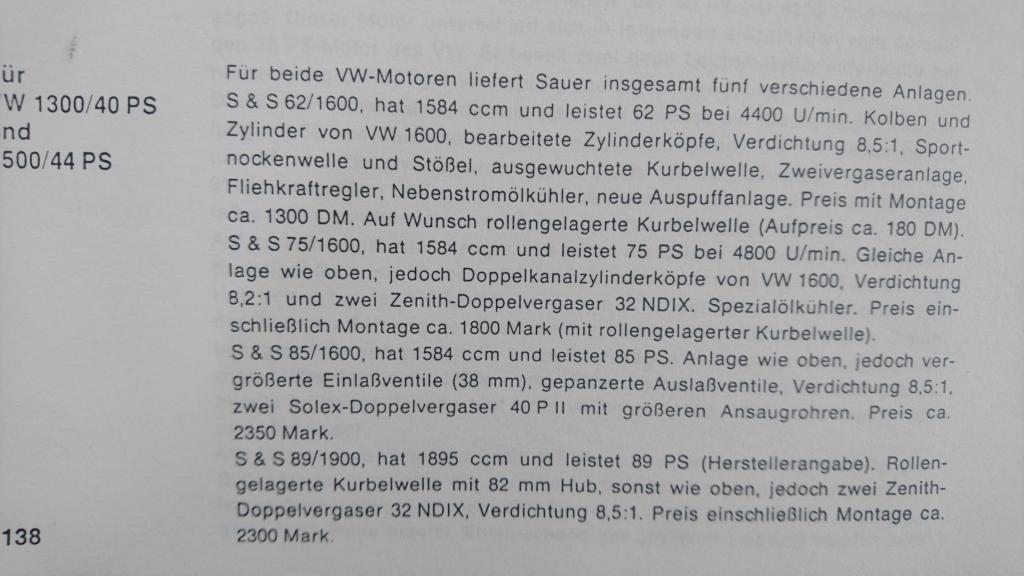 ür
W 1300/40 PS
nd
500/44 PS
Für beide VW-Motoren liefert Sauer insgesamt fünf verschiedene Anlagen.
S & S 62/1600, hat 1584 ccm und leistet 62 PS bei 4400 U/min. Kolben und
Zylinder von VW 1600, bearbeitete Zylinderköpfe, Verdichtung 8,5:1, Sport-
nockenwelle und Stößel, ausgewuchtete Kurbelwelle, Zweivergaseranlage,
Fliehkraftregler, Nebenstromölkühler, neue Auspuffanlage. Preis mit Montage
ca. 1300 DM. Auf Wunsch rollengelagerte Kurbelwelle (Aufpreis ca. 180 DM).
S & S 75/1600, hat 1584 ccm und leistet 75 PS bei 4800 U/min. Gleiche An-
lage wie oben, jedoch Doppelkanalzylinderköpfe von VW 1600, Verdichtung
8,2:1 und zwei Zenith-Doppelvergaser 32 NDIX. Spezialölkühler. Preis ein-
schließlich Montage ca. 1800 Mark (mit rollengelagerter Kurbelwelle).
S & S 85/1600, hat 1584 ccm und leistet 85 PS. Anlage wie oben, jedoch ver-
größerte Einlaßventile (38 mm), gepanzerte Auslaßventile, Verdichtung 8,5:1,
zwei Solex-Doppelvergaser 40 P II mit größeren Ansaugrohren. Preis ca.
2350 Mark.
S & S 89/1900, hat 1895 ccm und leistet 89 PS (Herstellerangabe). Rollen-
gelagerte Kurbelwelle mit 82 mm Hub, sonst wie oben, jedoch zwei Zenith-
Doppelvergaser 32 NDIX, Verdichtung 8,5:1. Preis einschließlich Montage ca.
2300 Mark.
138